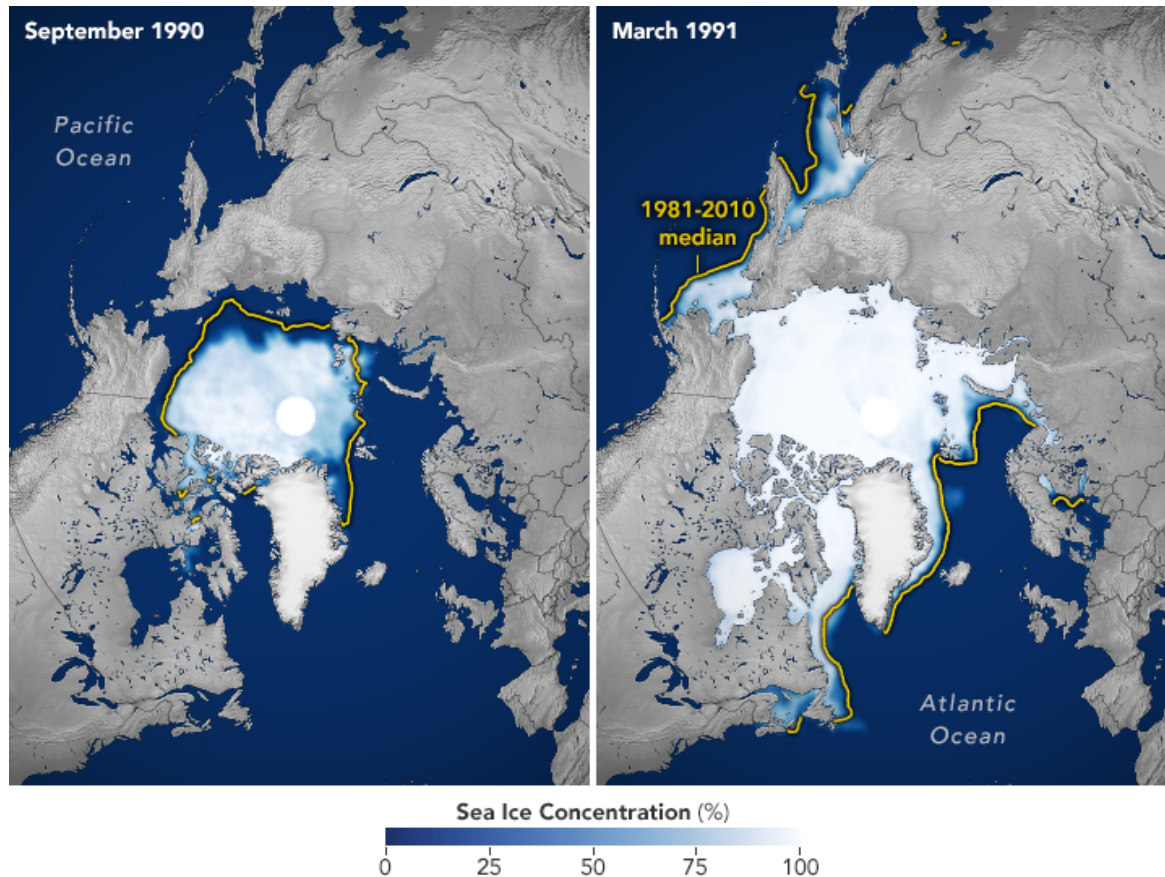 September 1990
Pacific
Ocean
March 1991
1981-2010
median
Atlantic
Ocean
Sea Ice Concentration (%)
0 25 50 75 100